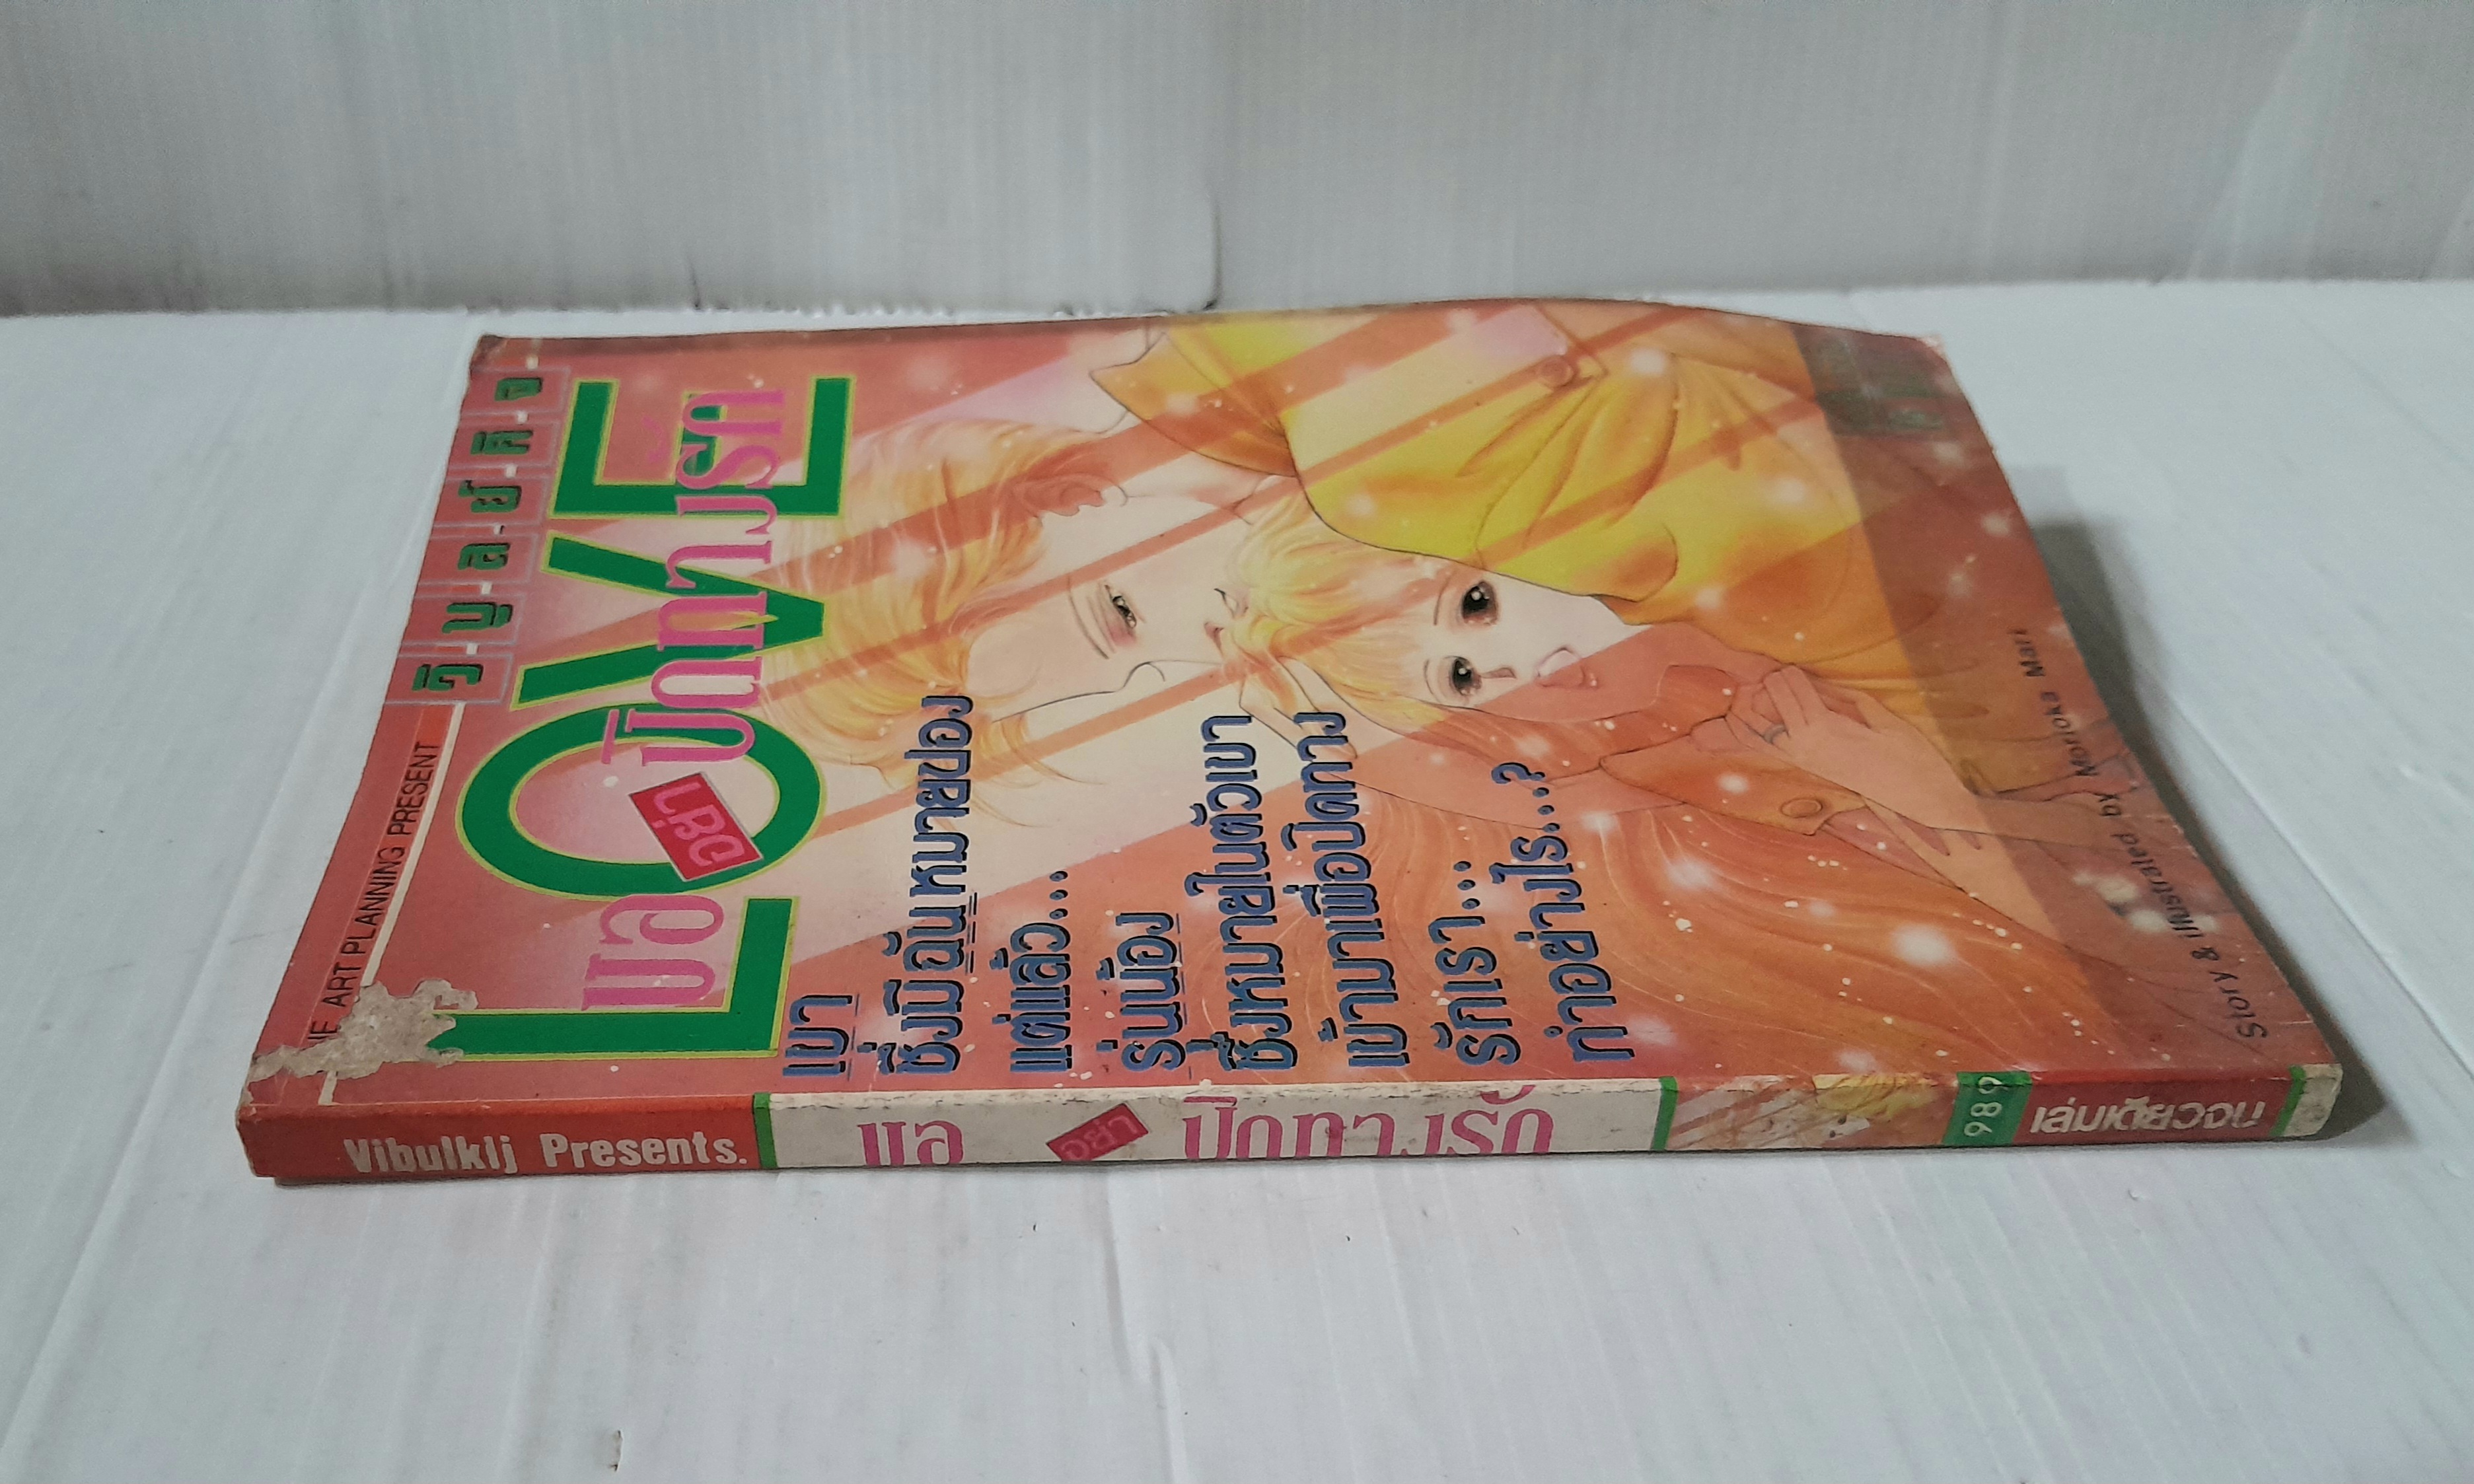 ART PLANNING PRESENT
วิบูลย์กิจ
LOVE
ขอ อย่า ปิดทางรัก
เขา
ซึ่งมีฉันหมายปอง
แต่แล้ว...
รุ่นน้อง
ซึ่งหมายในตัวเขา
เข้ามาเพื่อปิดทาง
รักเรา...
ทำอย่างไร...?
Story & illustrated by Morioka Mari
Vibulkij Presents.
ขอ อย่า ปิดทางรัก
989
เล่มเดียวจบ